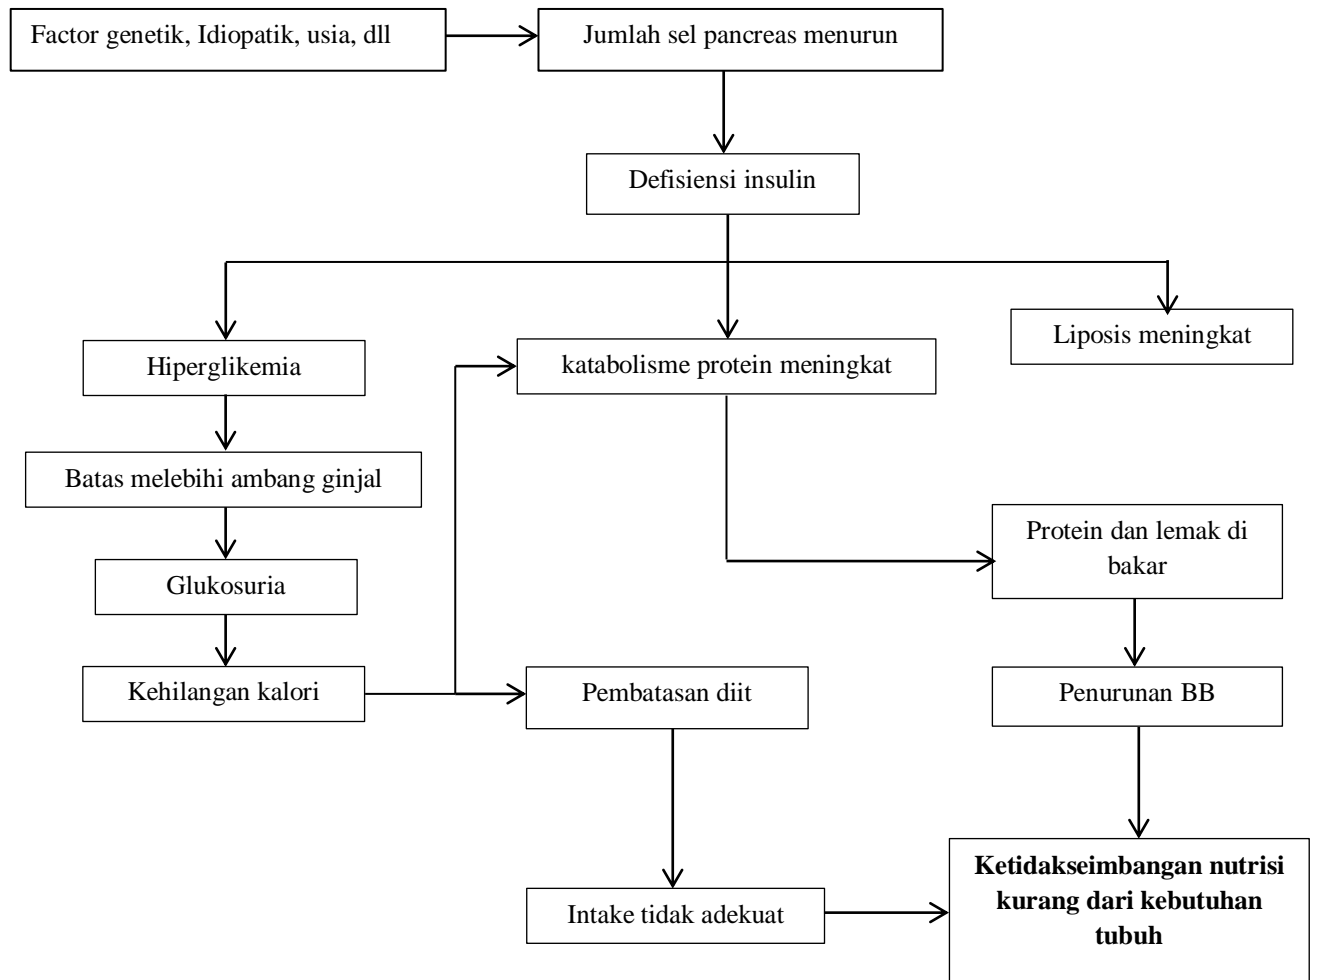 Factor genetik, Idiopatik, usia, dll
Jumlah sel pancreas menurun
Defisiensi insulin
Hiperglikemia
katabolisme protein meningkat
Liposis meningkat
Batas melebihi ambang ginjal
Glukosuria
Protein dan lemak di
bakar
Kehilangan kalori
Pembatasan diit
Penurunan BB
Intake tidak adekuat
Ketidakseimbangan nutrisi
kurang dari kebutuhan
tubuh